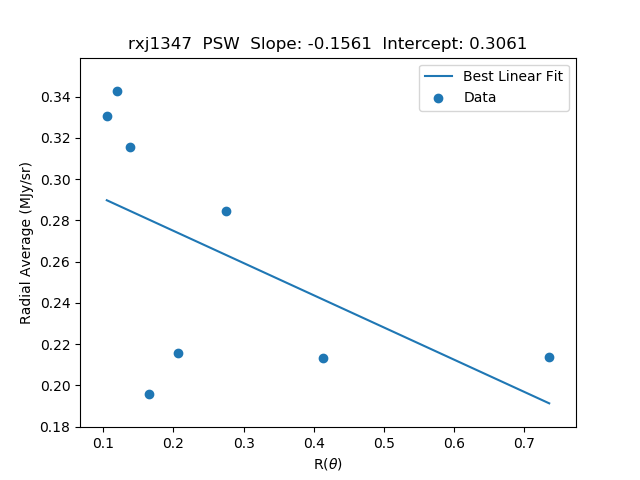 rxj1347  PSW  Slope: -0.1561  Intercept: 0.3061
Best Linear Fit
Data
Radial Average (MJy/sr)
0.34
0.32
0.30
0.28
0.26
0.24
0.22
0.20
0.18
0.1 0.2 0.3 0.4 0.5 0.6 0.7
R(θ)